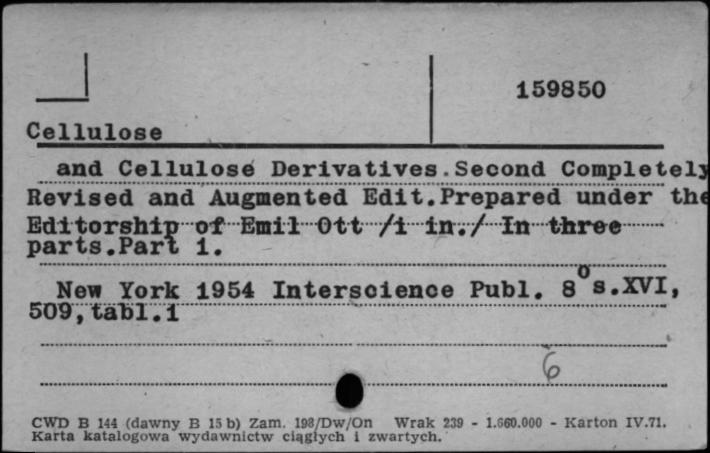 159850
Cellulose
and Cellulose Derivatives.Second Completely
Revised and Augmented Edit.Prepared under the
Editorship of Emil Ott /i in./ In three
parts.Part 1.
New York 1954 Interscience Publ. 8° s.XVI,
509,tabl.1
6
CWD B 144 (dawny B 15 b) Zam. 198/Dw/On Wrak 239 - 1.660.000 - Karton IV.71.
Karta katalogowa wydawnictw ciągłych i zwartych.